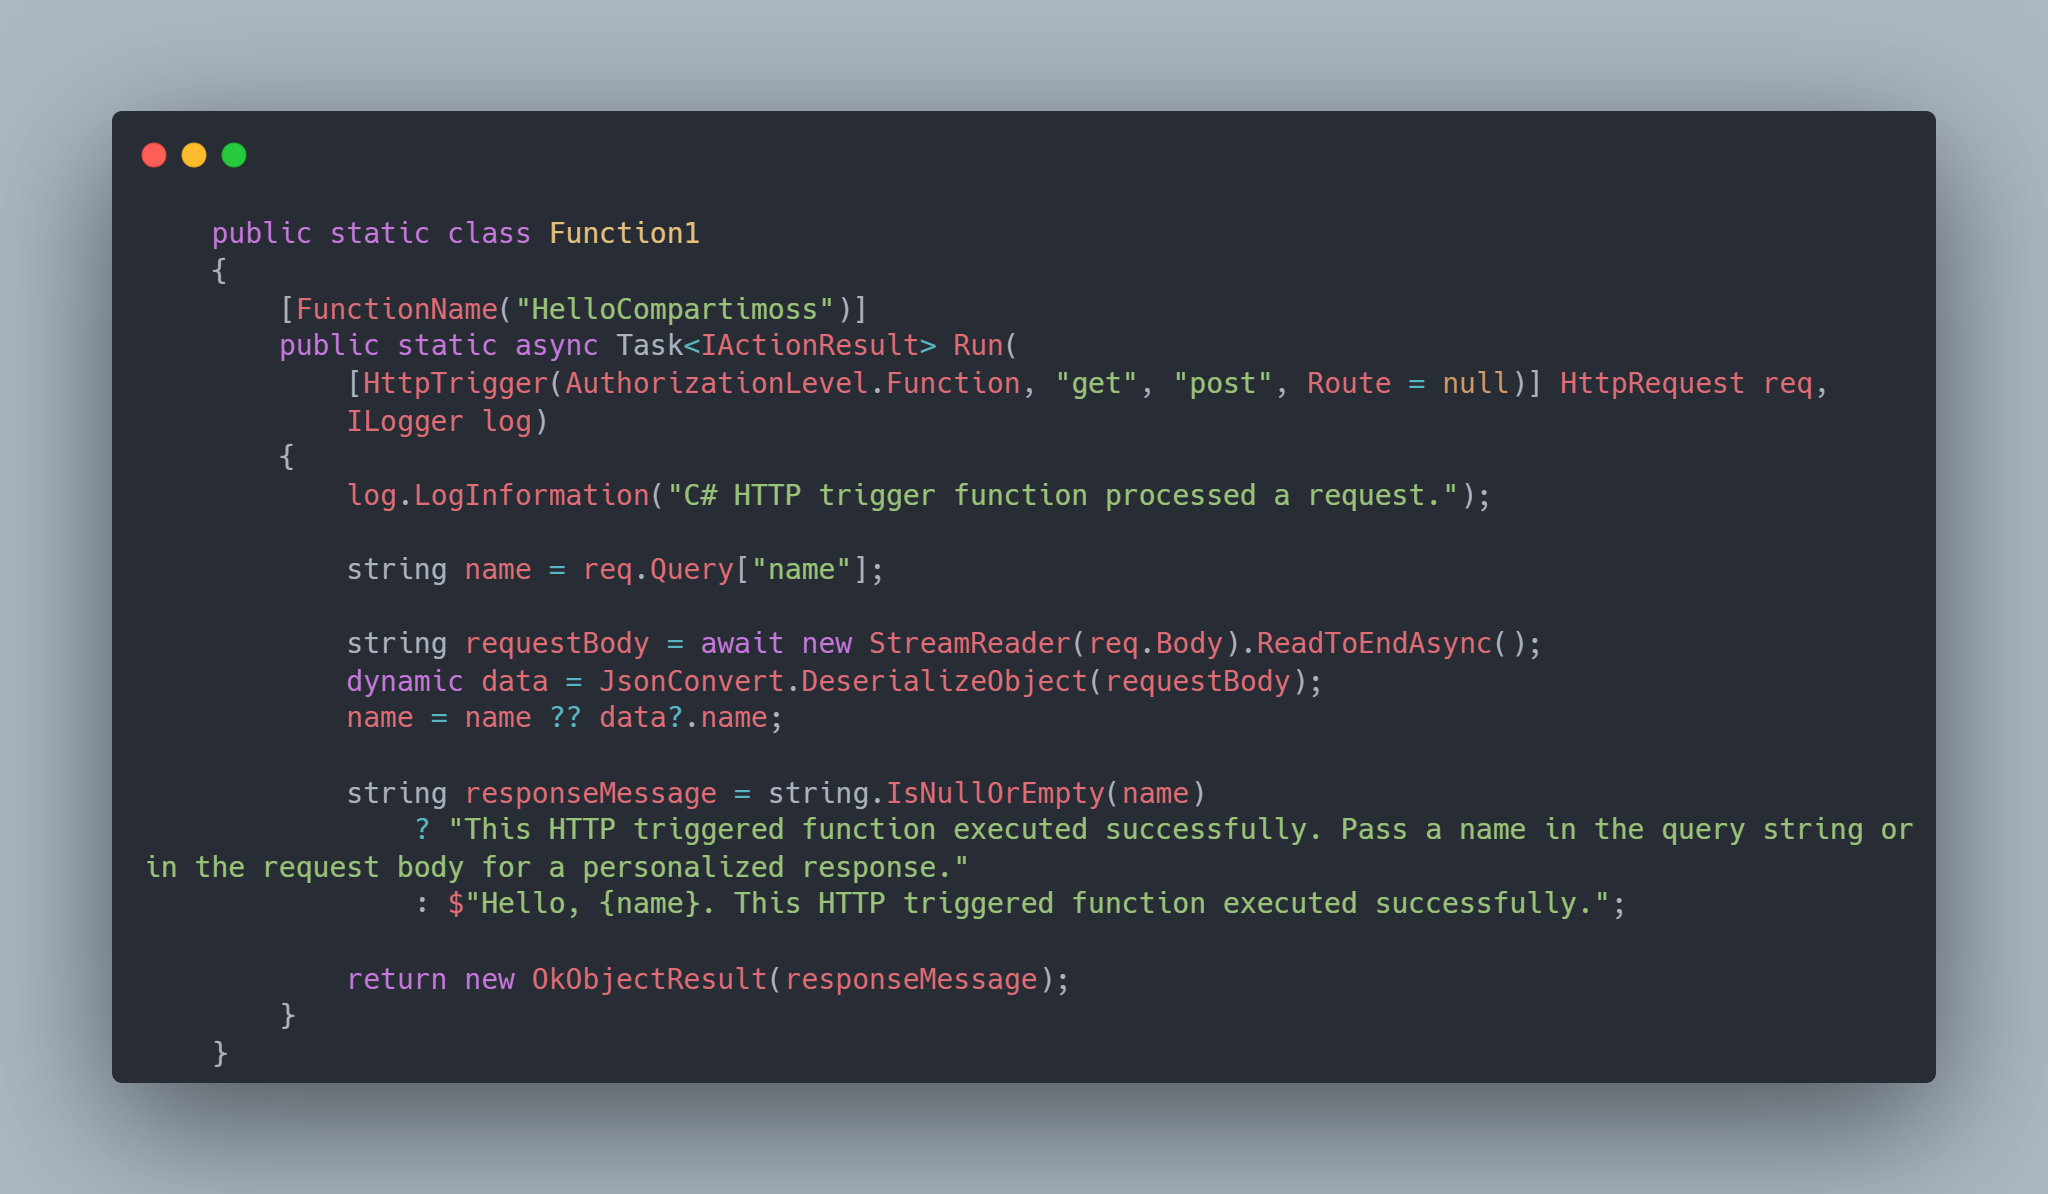 public static class Function1
{
[FunctionName("HelloCompartimoss")]
public static async Task<IActionResult> Run(
[HttpTrigger(AuthorizationLevel.Function, "get", "post", Route = null)] HttpRequest req,
ILogger log)
{
log.LogInformation("C# HTTP trigger function processed a request.");
string name = req.Query["name"];
string requestBody = await new StreamReader(req.Body).ReadToEndAsync();
dynamic data = JsonConvert.DeserializeObject(requestBody);
name = name ?? data?.name;
string responseMessage = string.IsNullOrEmpty(name)
? "This HTTP triggered function executed successfully. Pass a name in the query string or
in the request body for a personalized response."
: $"Hello, {name}. This HTTP triggered function executed successfully.";
return new OkObjectResult(responseMessage);
}
}